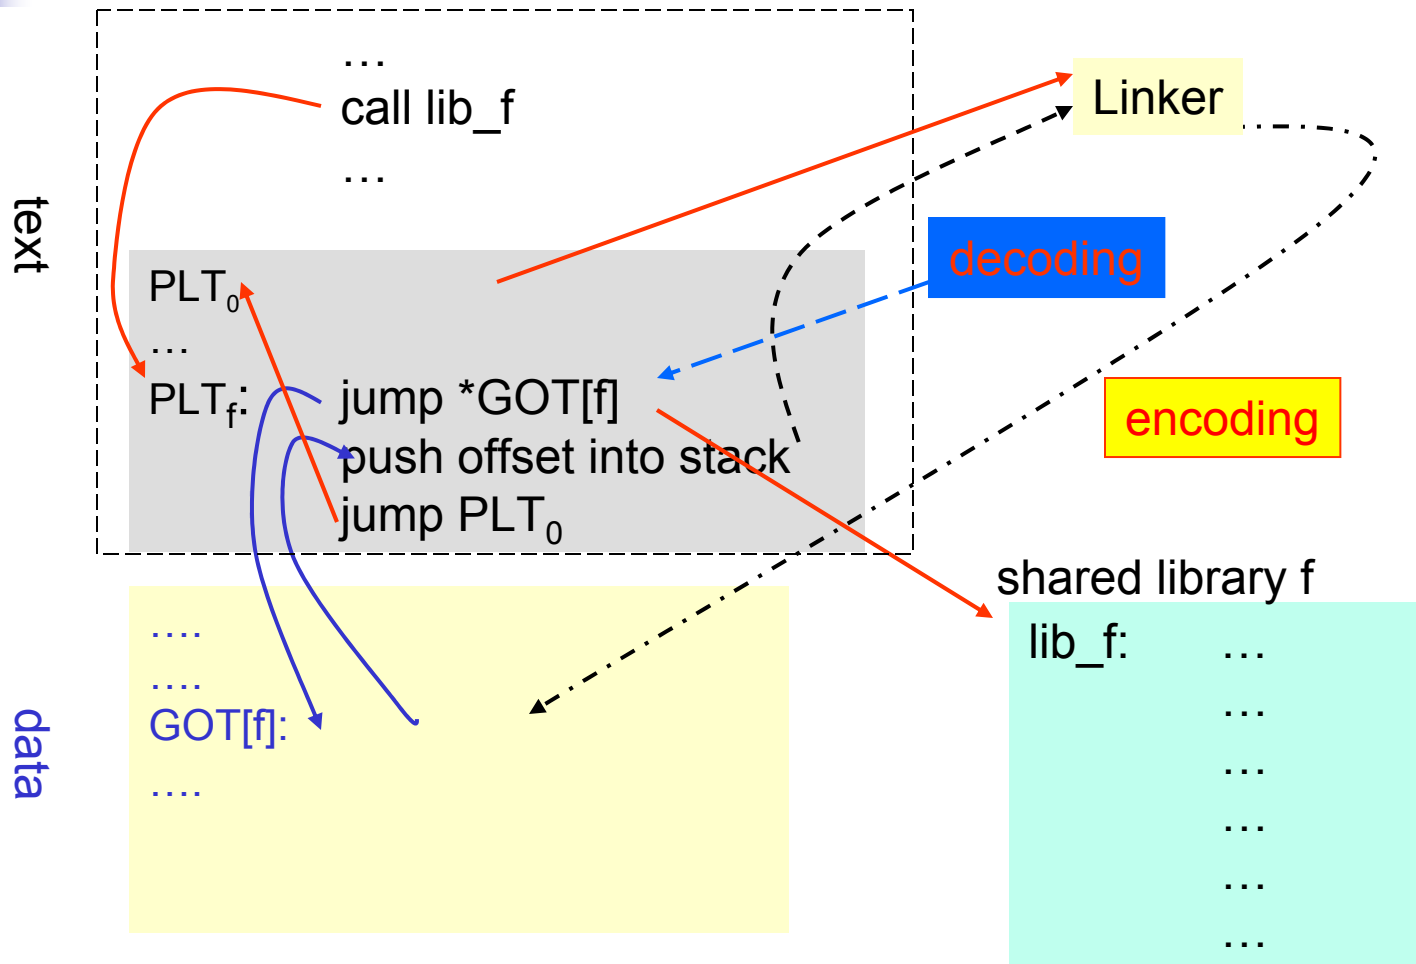 …
call lib_f
…
Linker
text
decoding
PLT₀
…
PLTf: jump *GOT[f]
push offset into stack
jump PLT₀
encoding
shared library f
lib_f: …
…
…
…
…
…
data
….
….
GOT[f]:
….